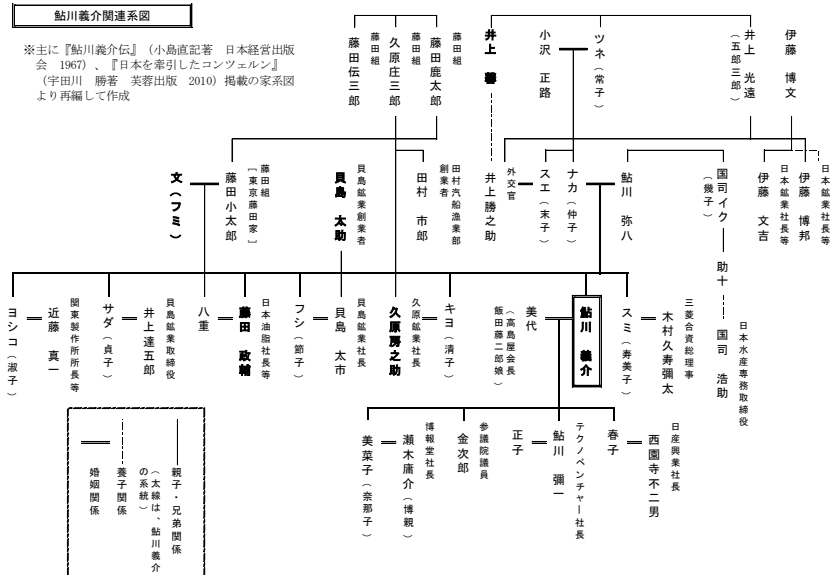 鮎川義介関連系図
※主に『鮎川義介伝』（小島直記著　日本経営出版
会　1967）、『日本を牽引したコンツェルン』
（宇田川　勝著　芙蓉出版　2010）掲載の家系図
より再編して作成
伊藤　博文
井上　光遠
（五郎三郎）
ツネ（常子）
小沢　正路
井上　馨
藤田組
藤田鹿太郎
藤田組
久原庄三郎
藤田組
藤田伝三郎
日本鉱業社長等
伊藤　博邦
日本鉱業社長等
伊藤　文吉
国司イク
（幾子）
鮎川　弥八
ナカ（仲子）
スエ（末子）
外交官
井上勝之助
田村汽船漁業部
創業者
田村　市郎
貝島鉱業創業者
貝島　太助
藤田組
［東京藤田家］
藤田小太郎
文（フミ）
助十
日本水産専務取締役
国司　浩助
三菱合資総理事
木村久寿彌太
スミ（寿美子）
鮎川　義介
美代
（高島屋会長
飯田藤二郎娘）
キヨ（清子）
久原鉱業社長
久原房之助
貝島鉱業社長
貝島　太市
フシ（節子）
日本油脂社長等
藤田　政輔
八重
貝島鉱業取締役
井上達五郎
サダ（貞子）
関東製作所所長等
近藤　真一
ヨシコ（淑子）
日産興業社長
西園寺不二男
春子
テクノベンチャー社長
鮎川　彌一
正子
参議院議員
金次郎
博報堂社長
瀬木庸介（博親）
美菜子（奈那子）
親子・兄弟関係
（太線は、鮎川義介
の系統）
養子関係
婚姻関係